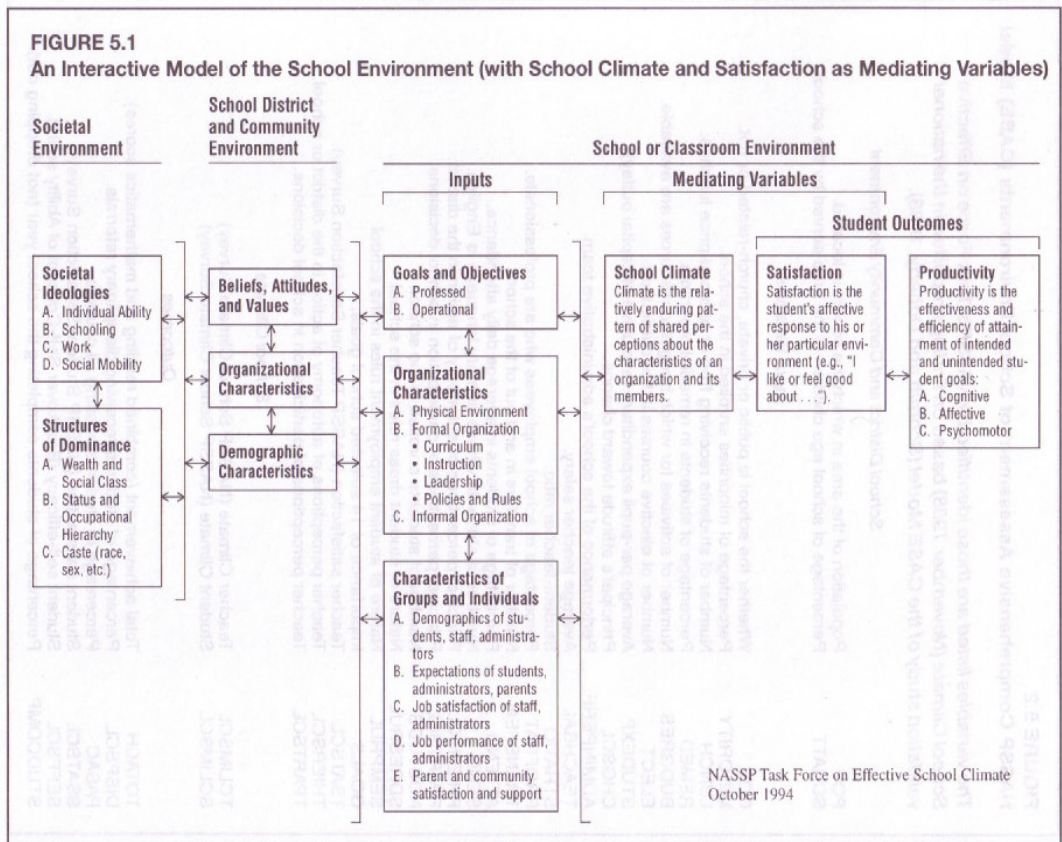 FIGURE 5.1
An Interactive Model of the School Environment (with School Climate and Satisfaction as Mediating Variables)
Societal
Environment
School District
and Community
Environment
School or Classroom Environment
Inputs
Mediating Variables
Student Outcomes
Societal
Ideologies
A. Individual Ability
B. Schooling
C. Work
D. Social Mobility
Structures
of Dominance
A. Wealth and
Social Class
B. Status and
Occupational
Hierarchy
C. Caste (race,
sex, etc.)
Beliefs, Attitudes,
and Values
Organizational
Characteristics
Demographic
Characteristics
Goals and Objectives
A. Professed
B. Operational
Organizational
Characteristics
A. Physical Environment
B. Formal Organization
• Curriculum
• Instruction
• Leadership
• Policies and Rules
C. Informal Organization
Characteristics of
Groups and Individuals
A. Demographics of stu-
dents, staff, administra-
tors
B. Expectations of students,
administrators, parents
C. Job satisfaction of staff,
administrators
D. Job performance of staff,
administrators
E. Parent and community
satisfaction and support
School Climate
Climate is the rela-
tively enduring pat-
tern of shared per-
ceptions about the
characteristics of an
organization and its
members.
Satisfaction
Satisfaction is the
student's affective
response to his or
her particular envi-
ronment (e.g., "I
like or feel good
about . . .").
Productivity
Productivity is the
effectiveness and
efficiency of attain-
ment of intended
and unintended stu-
dent goals:
A. Cognitive
B. Affective
C. Psychomotor
NASSP Task Force on Effective School Climate
October 1994